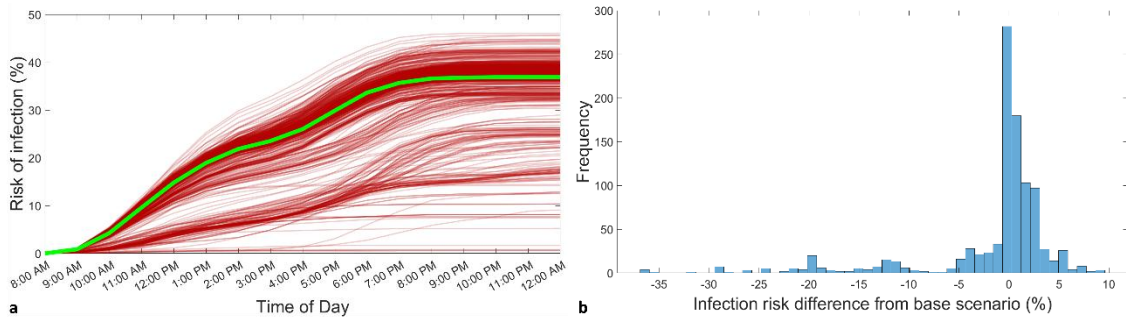 50
40
30
20
10
0
Risk of infection (%)
8:00 AM
9:00 AM
10:00 AM
11:00 AM
12:00 PM
1:00 PM
2:00 PM
3:00 PM
4:00 PM
5:00 PM
6:00 PM
7:00 PM
8:00 PM
9:00 PM
10:00 PM
11:00 PM
12:00 AM
Time of Day
a
300
250
200
150
100
50
0
Frequency
-35
-30
-25
-20
-15
-10
-5
0
5
10
Infection risk difference from base scenario (%)
b